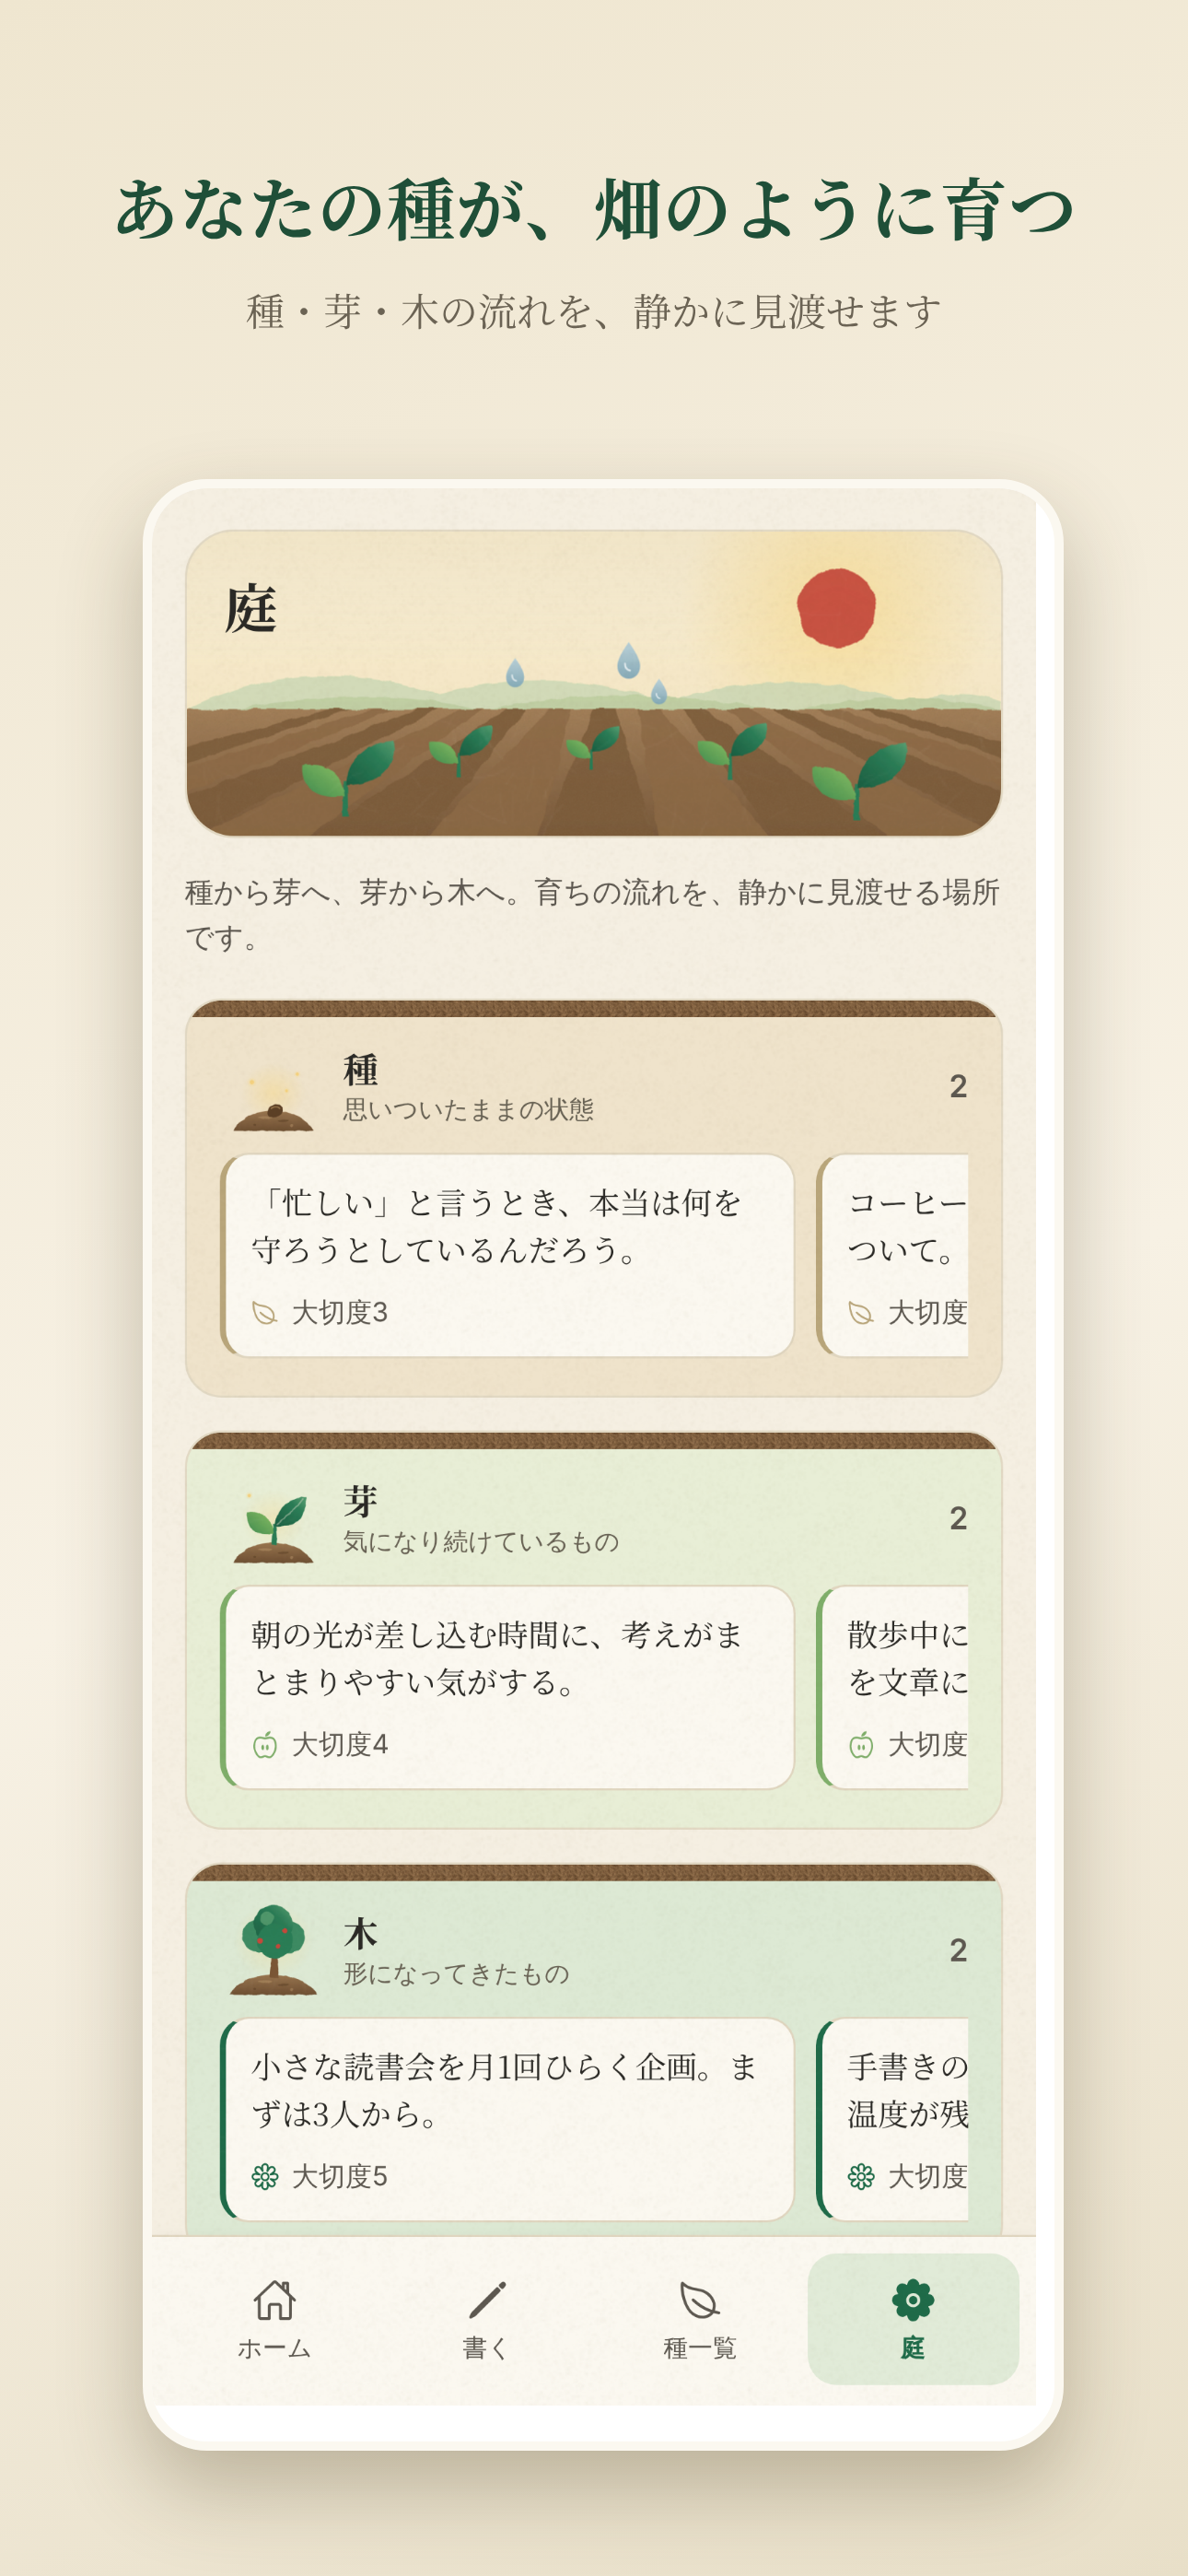 あなたの種が、畑のように育つ
種・芽・木の流れを、静かに見渡せます
庭
種から芽へ、芽から木へ。育ちの流れを、静かに見渡せる場所
です。
種
思いついたままの状態
2
「忙しい」と言うとき、本当は何を
守ろうとしているんだろう。
大切度3
コーヒー
ついて。
大切度
芽
気になり続けているもの
2
朝の光が差し込む時間に、考えがま
とまりやすい気がする。
大切度4
散歩中に
を文章に
大切度
木
形になってきたもの
2
小さな読書会を月1回ひらく企画。ま
ずは3人から。
大切度5
手書きの
温度が残
大切度
ホーム
書く
種一覧
庭